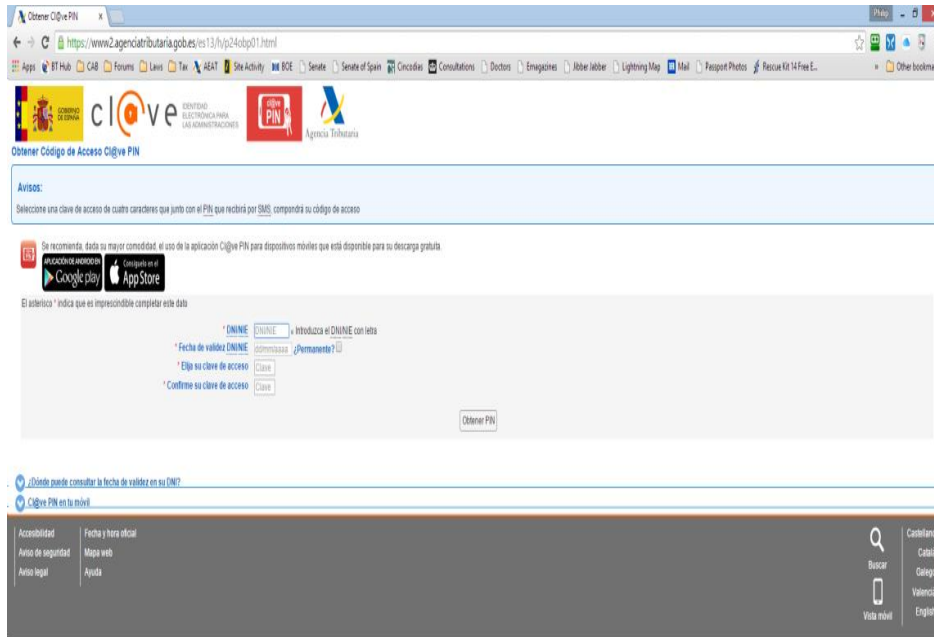 Obtener Cl@ve PIN x
Philip
https://www2.agenciatributaria.gob.es/es13/h/p24obp01.html
Apps BT Hub CAB Forums Laws Tax AEAT Site Activity BOE Senate Senate of Spain Circodias Consultations Doctors Emagazines Jibber Jabber Lightning Map Mail Passport Photos Rescue Kit 14 Free E... » Other bookma
GOBIERNO DE ESPAÑA
cl@ve IDENTIDAD ELECTRÓNICA PARA LAS ADMINISTRACIONES
cl@ve PIN
Agencia Tributaria
Obtener Código de Acceso Cl@ve PIN
Avisos:
Seleccione una clave de acceso de cuatro caracteres que junto con el PIN que recibirá por SMS, compondrá su código de acceso
Se recomienda, dada su mayor comodidad, el uso de la aplicación Cl@ve PIN para dispositivos móviles que está disponible para su descarga gratuita.
APLICACIÓN DE ANDROID EN Google play
Consíguelo en el App Store
El asterisco * indica que es imprescindible completar este dato
* DNI/NIE DNI/NIE Introduzca el DNI/NIE con letra
* Fecha de validez DNI/NIE ddmmaaaa ¿Permanente?
* Elija su clave de acceso Clave
* Confirme su clave de acceso Clave
Obtener PIN
¿Dónde puede consultar la fecha de validez en su DNI?
Cl@ve PIN en tu móvil
Accesibilidad
Aviso de seguridad
Aviso legal
Fecha y hora oficial
Mapa web
Ayuda
Buscar
Vista móvil
Castellano
Catal
Galego
Valencià
English